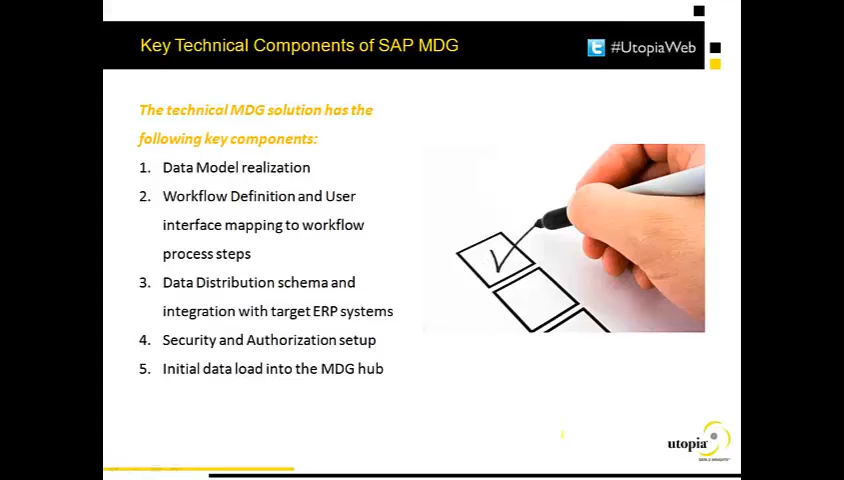 Key Technical Components of SAP MDG
#UtopiaWeb
The technical MDG solution has the
following key components:
1. Data Model realization
2. Workflow Definition and User
interface mapping to workflow
process steps
3. Data Distribution schema and
integration with target ERP systems
4. Security and Authorization setup
5. Initial data load into the MDG hub
utopia